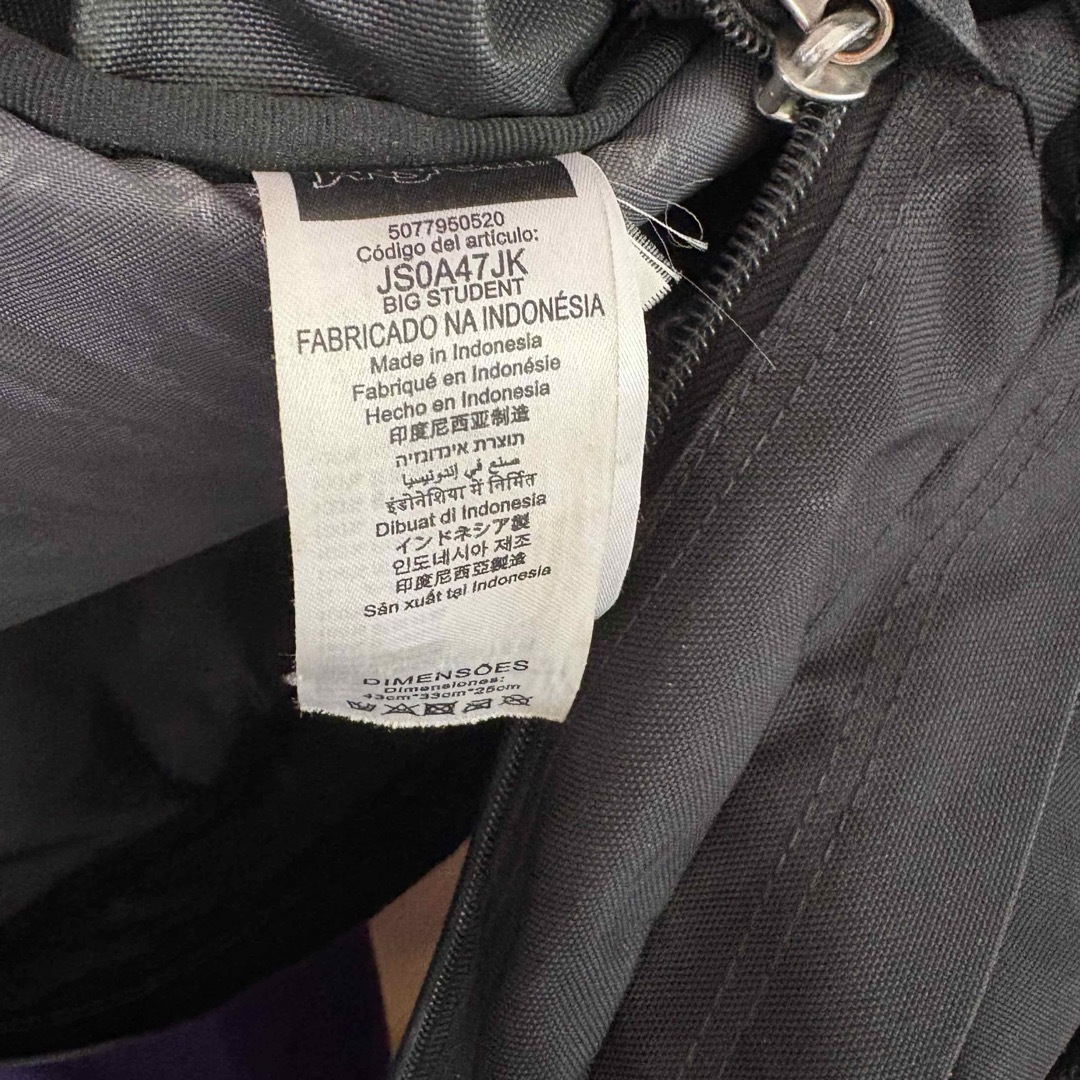 5077950520
Código del artículo:
JS0A47JK
BIG STUDENT
FABRICADO NA INDONÉSIA
Made in Indonesia
Fabriqué en Indonésie
Hecho en Indonesia
印度尼西亚制造
תוצרת אינדונזיה
صنع في إندونيسيا
इंडोनेशिया में निर्मित
Dibuat di Indonesia
インドネシア製
인도네시아 제조
印度尼西亞製造
Sản xuất tại Indonesia
DIMENSÕES
Dimensiones:
43cm*33cm*25cm